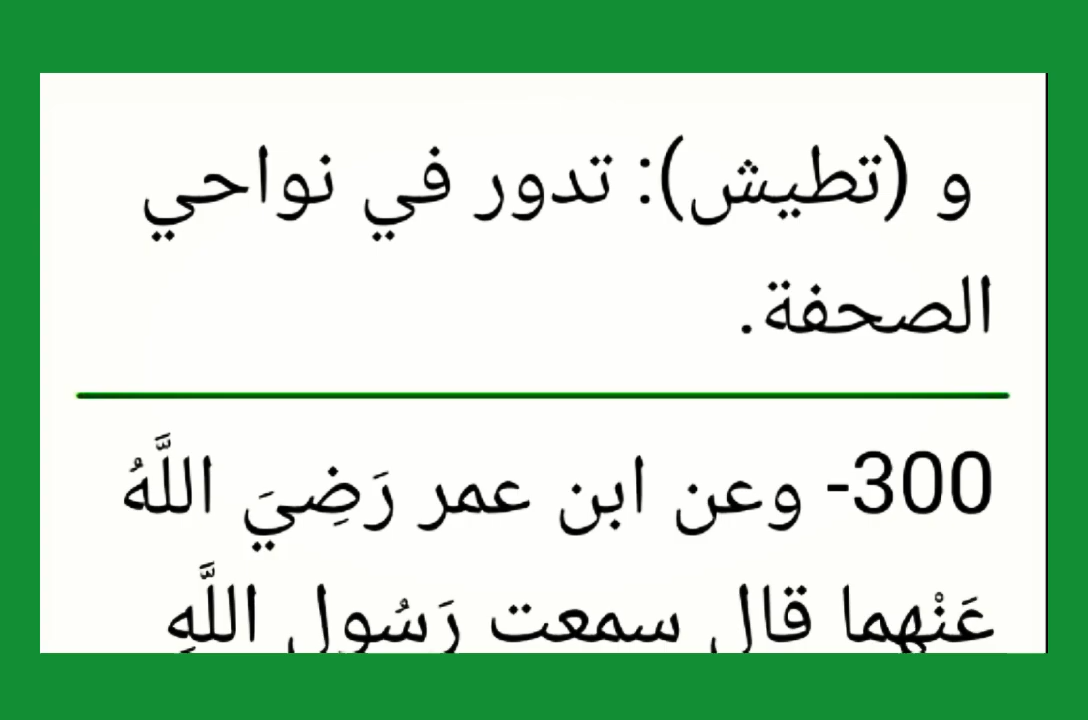 و (تطيش): تدور في نواحي
الصحفة.
300- وعن ابن عمر رَضِيَ اللَّهُ
عَنْهما قال سمعت رَسُول اللَّهِ